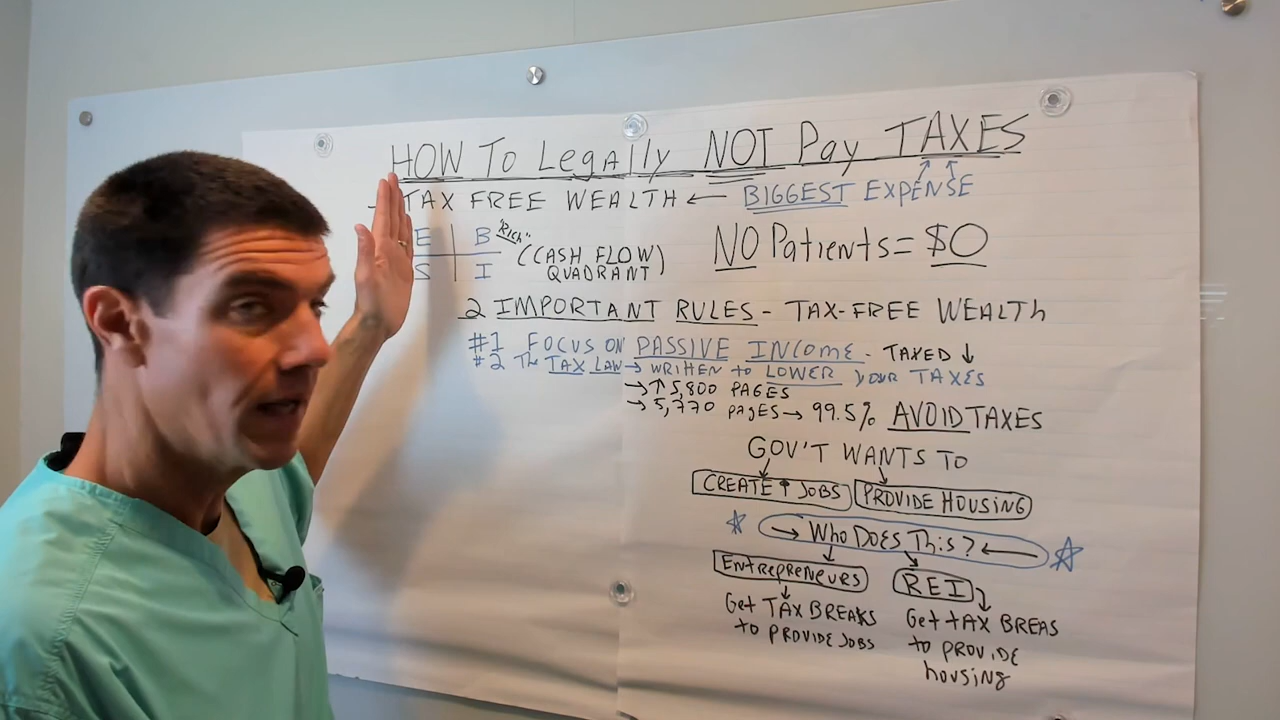 HOW To Legally NOT Pay TAXES
TAX FREE WEALTH ← BIGGEST EXPENSE
E B "Rich"
S I
(CASH FLOW QUADRANT)
NO Patients = $0
2 IMPORTANT RULES - TAX-FREE WEALTH
#1 FOCUS ON PASSIVE INCOME - TAXED ↓
#2 The TAX LAW → WRITTEN to LOWER YOUR TAXES
→ ↑ 5,800 PAGES
→ 5,770 PAGES → 99.5% AVOID TAXES
GOV'T WANTS TO
CREATE ↑ JOBS PROVIDE HOUSING
→ Who Does This? ←
ENTREPRENEURS REI
Get TAX BREAKS
to PROVIDE JOBS
Get tAX BREAS
to PROVIDE
housing